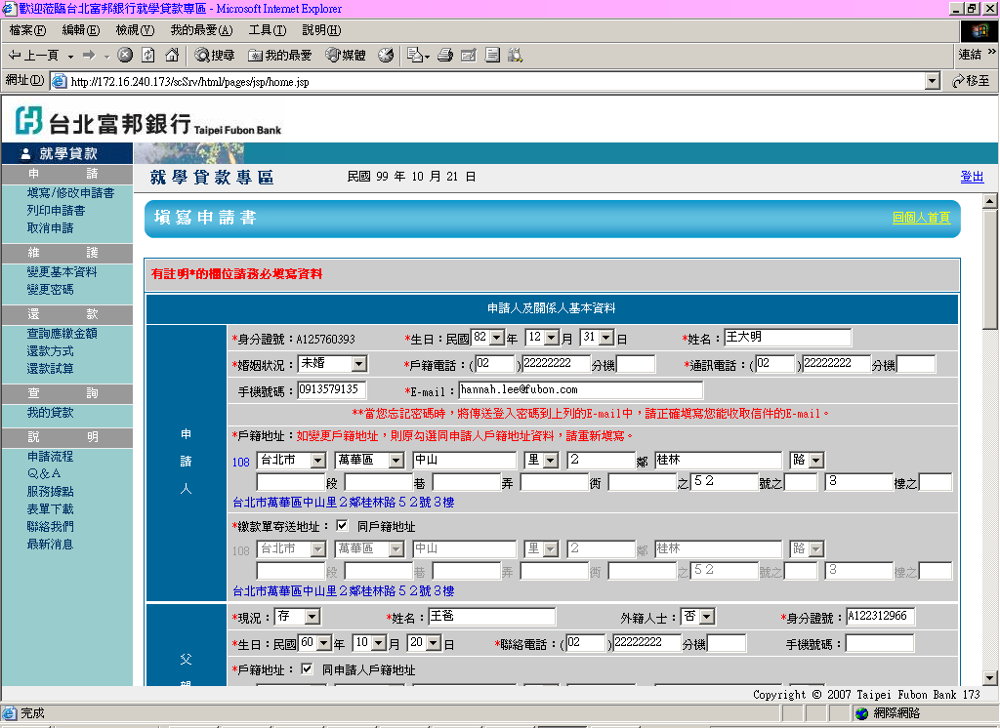 歡迎蒞臨台北富邦銀行就學貸款專區 - Microsoft Internet Explorer
檔案(F) 編輯(E) 檢視(V) 我的最愛(A) 工具(T) 說明(H)
上一頁 搜尋 我的最愛 媒體 連結 »
網址(D) http://172.16.240.173/scSrv/html/pages/jsp/home.jsp 移至
台北富邦銀行 Taipei Fubon Bank
就學貸款
就學貸款專區 民國 99 年 10 月 21 日 登出
申 請
填寫/修改申請書
列印申請書
取消申請
維 護
變更基本資料
變更密碼
還 款
查詢應繳金額
還款方式
還款試算
查 詢
我的貸款
說 明
申請流程
Q&A
服務據點
表單下載
聯絡我們
最新消息
填寫申請書 回個人首頁
有註明*的欄位請務必填寫資料
申請人及關係人基本資料
申請人
*身分證號：A125760393 *生日：民國 82 年 12 月 31 日 *姓名：王大明
*婚姻狀況：未婚 *戶籍電話：(02)22222222 分機 *通訊電話：(02)22222222 分機
手機號碼：0913579135 *E-mail：hannah.lee@fubon.com
**當您忘記密碼時，將傳送登入密碼到上列的E-mail中，請正確填寫您能收取信件的E-mail。
*戶籍地址：如變更戶籍地址，則原勾選同申請人戶籍地址資料，請重新填寫。
108 台北市 萬華區 中山 里 2 鄰 桂林 路
段 巷 弄 衖 之 ５２ 號之 3 樓之
台北市萬華區中山里２鄰桂林路５２號３樓
*繳款單寄送地址： 同戶籍地址
108 台北市 萬華區 中山 里 2 鄰 桂林 路
段 巷 弄 衖 之 ５２ 號之 3 樓之
台北市萬華區中山里２鄰桂林路５２號３樓
父
*現況：存 *姓名：王爸 外籍人士：否 *身分證號：A122312966
*生日：民國 60 年 10 月 20 日 *聯絡電話：(02)22222222 分機 手機號碼：
*戶籍地址： 同申請人戶籍地址
Copyright © 2007 Taipei Fubon Bank 173
完成 網際網路